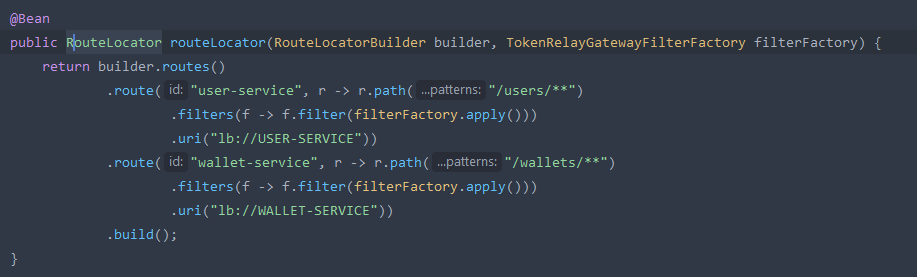 @Bean
public RouteLocator routeLocator(RouteLocatorBuilder builder, TokenRelayGatewayFilterFactory filterFactory) {
    return builder.routes()
            .route( id: "user-service", r -> r.path( ...patterns: "/users/**")
                    .filters(f -> f.filter(filterFactory.apply()))
                    .uri("lb://USER-SERVICE"))
            .route( id: "wallet-service", r -> r.path( ...patterns: "/wallets/**")
                    .filters(f -> f.filter(filterFactory.apply()))
                    .uri("lb://WALLET-SERVICE"))
            .build();
}